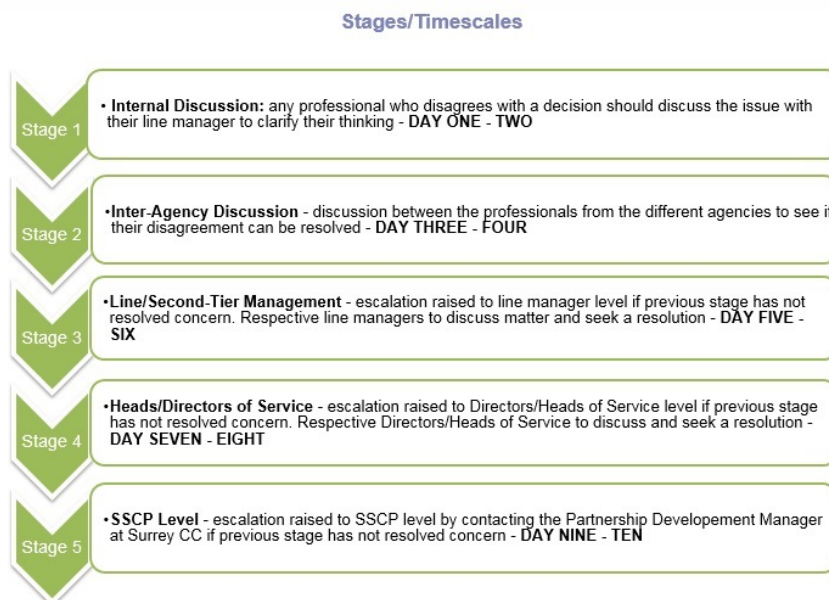 Stages/Timescales
Stage 1
• Internal Discussion: any professional who disagrees with a decision should discuss the issue with
their line manager to clarify their thinking - DAY ONE - TWO
Stage 2
•Inter-Agency Discussion - discussion between the professionals from the different agencies to see if
their disagreement can be resolved - DAY THREE - FOUR
Stage 3
•Line/Second-Tier Management - escalation raised to line manager level if previous stage has not
resolved concern. Respective line managers to discuss matter and seek a resolution - DAY FIVE -
SIX
Stage 4
•Heads/Directors of Service - escalation raised to Directors/Heads of Service level if previous stage
has not resolved concern. Respective Directors/Heads of Service to discuss and seek a resolution -
DAY SEVEN - EIGHT
Stage 5
•SSCP Level - escalation raised to SSCP level by contacting the Partnership Developement Manager
at Surrey CC if previous stage has not resolved concern - DAY NINE - TEN